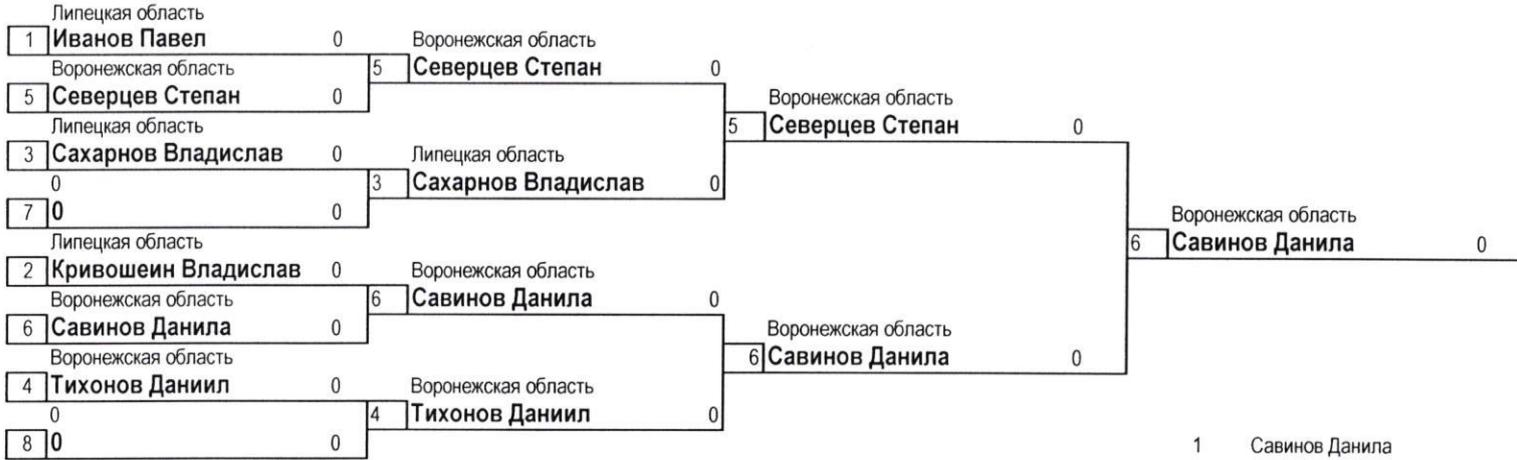 Липецкая область
1 Иванов Павел 0
Воронежская область
5 Северцев Степан 0
Липецкая область
3 Сахарнов Владислав 0
0
7 0 0
Липецкая область
2 Кривошеин Владислав 0
Воронежская область
6 Савинов Данила 0
Воронежская область
4 Тихонов Даниил 0
0
8 0 0
Воронежская область
5 Северцев Степан 0
Липецкая область
3 Сахарнов Владислав 0
Воронежская область
6 Савинов Данила 0
Воронежская область
4 Тихонов Даниил 0
Воронежская область
5 Северцев Степан 0
Воронежская область
6 Савинов Данила 0
Воронежская область
6 Савинов Данила 0
1 Савинов Данила